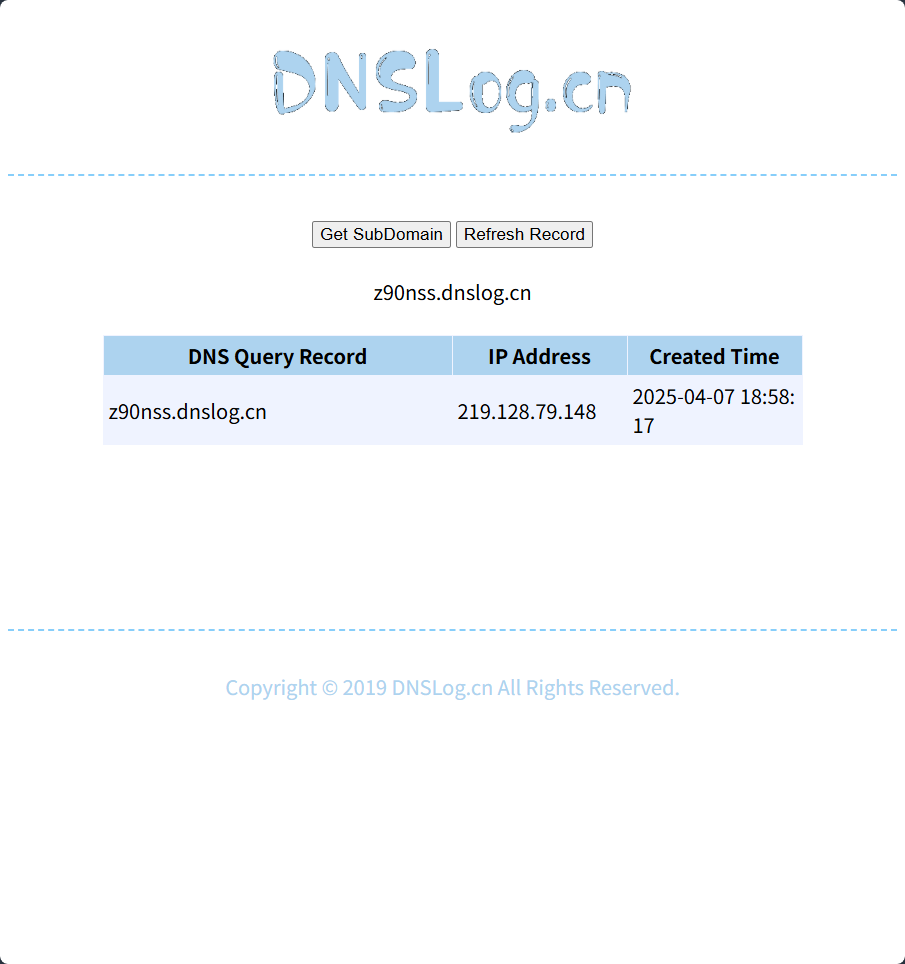 DNSLog.cn
Get SubDomain Refresh Record
z90nss.dnslog.cn
DNS Query Record IP Address Created Time
z90nss.dnslog.cn 219.128.79.148 2025-04-07 18:58:
17
Copyright © 2019 DNSLog.cn All Rights Reserved.